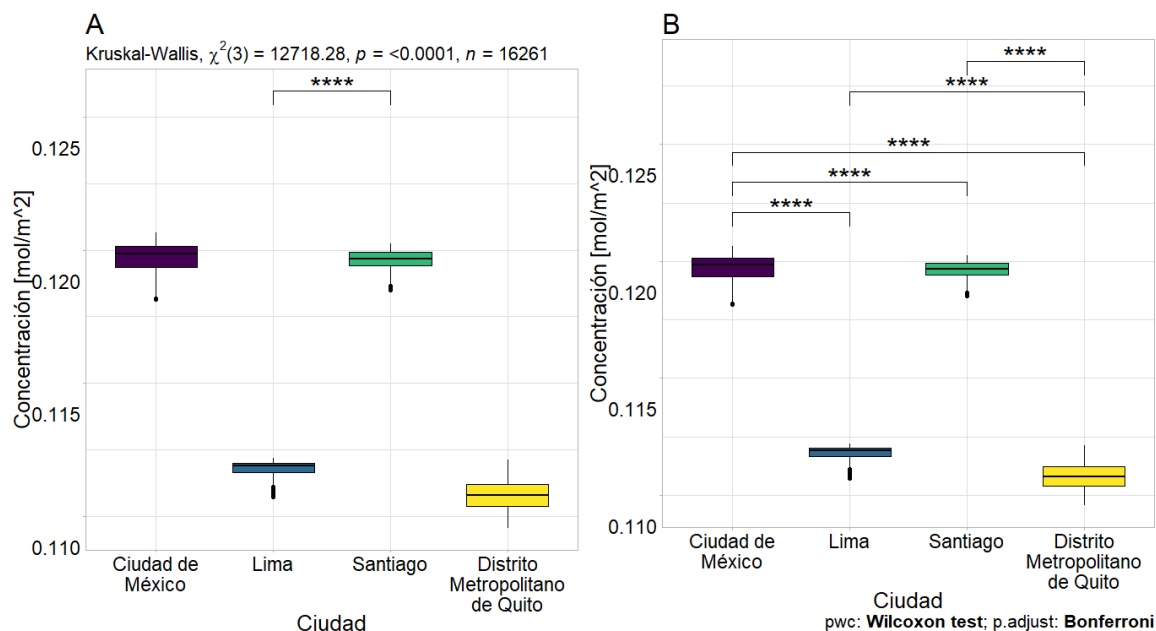 A
Kruskal-Wallis, χ²(3) = 12718.28, p = <0.0001, n = 16261
****
Concentración [mol/m^2]
0.125
0.120
0.115
0.110
Ciudad de
México
Lima
Santiago
Distrito
Metropolitano
de Quito
Ciudad
B
****
****
****
****
****
Concentración [mol/m^2]
0.125
0.120
0.115
0.110
Ciudad de
México
Lima
Santiago
Distrito
Metropolitano
de Quito
Ciudad
pwc: Wilcoxon test; p.adjust: Bonferroni